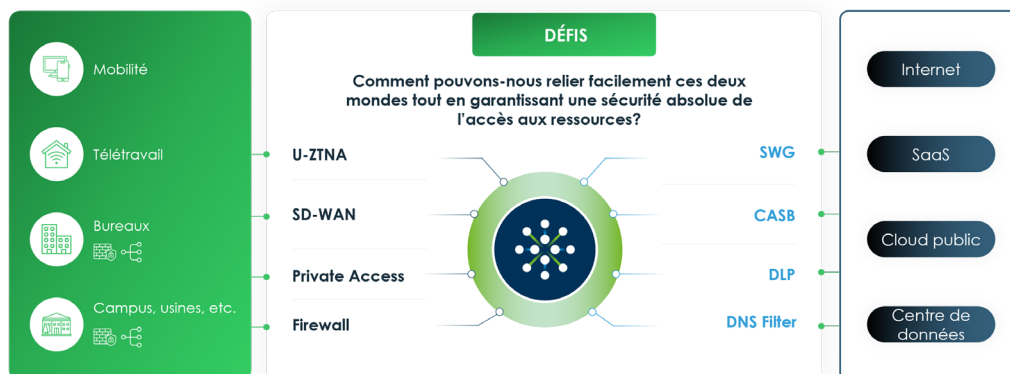 Mobilité
Télétravail
Bureaux
Campus, usines, etc.
DÉFIS
Comment pouvons-nous relier facilement ces deux
mondes tout en garantissant une sécurité absolue de
l'accès aux ressources?
U-ZTNA
SD-WAN
Private Access
Firewall
SWG
CASB
DLP
DNS Filter
Internet
SaaS
Cloud public
Centre de
données